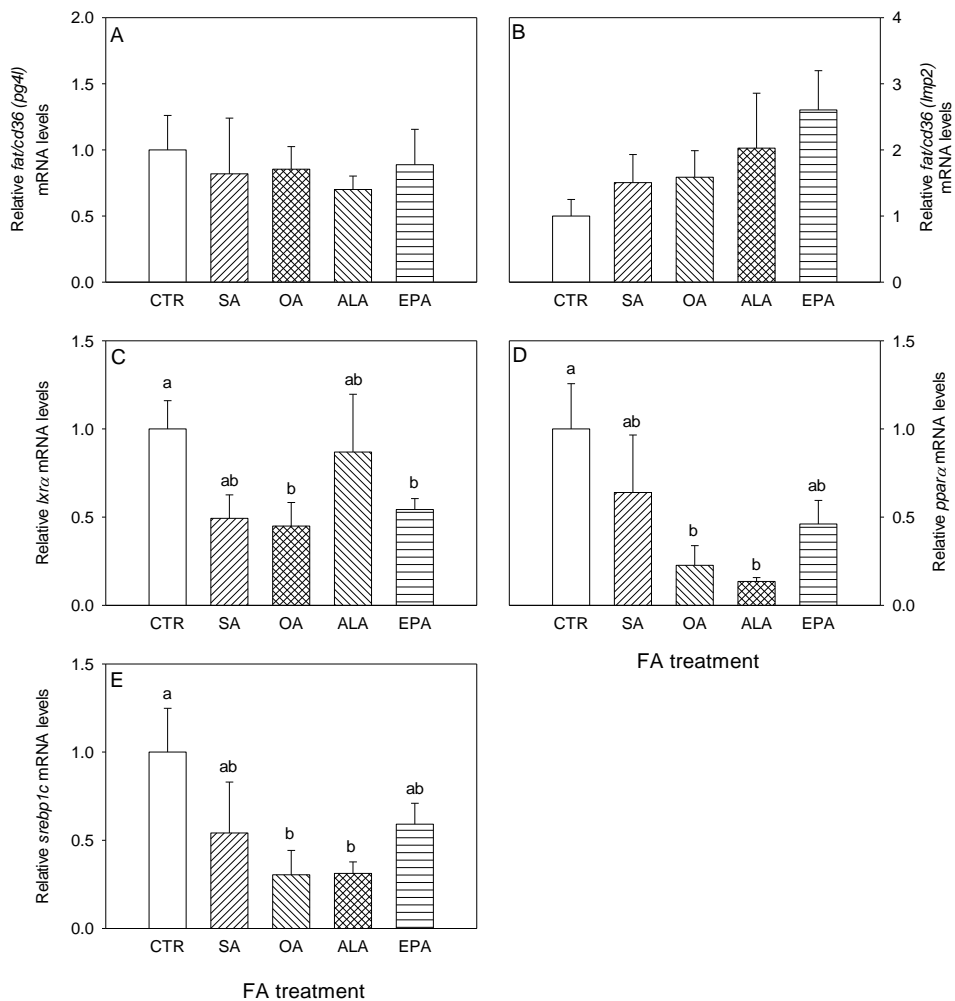 A
Relative fat/cd36 (pg4l)
mRNA levels
2.0
1.5
1.0
0.5
0.0
CTR SA OA ALA EPA
B
Relative fat/cd36 (lmp2)
mRNA levels
4
3
2
1
0
CTR SA OA ALA EPA
C
Relative lxrα mRNA levels
1.5
1.0
0.5
0.0
a ab b ab b
CTR SA OA ALA EPA
D
Relative pparα mRNA levels
1.5
1.0
0.5
0.0
a ab b b ab
CTR SA OA ALA EPA
FA treatment
E
Relative srebp1c mRNA levels
1.5
1.0
0.5
0.0
a ab b b ab
CTR SA OA ALA EPA
FA treatment